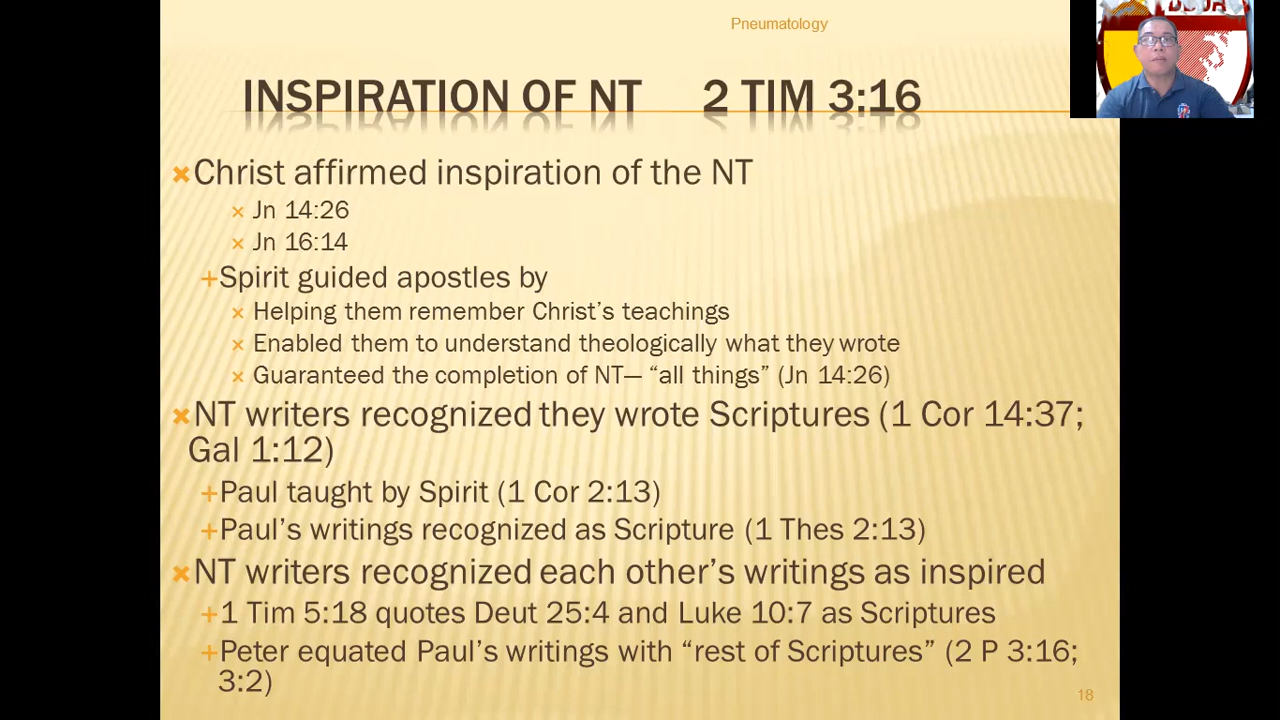 Pneumatology
INSPIRATION OF NT 2 TIM 3:16
Christ affirmed inspiration of the NT
Jn 14:26
Jn 16:14
Spirit guided apostles by
Helping them remember Christ’s teachings
Enabled them to understand theologically what they wrote
Guaranteed the completion of NT— “all things” (Jn 14:26)
NT writers recognized they wrote Scriptures (1 Cor 14:37;
Gal 1:12)
Paul taught by Spirit (1 Cor 2:13)
Paul’s writings recognized as Scripture (1 Thes 2:13)
NT writers recognized each other’s writings as inspired
1 Tim 5:18 quotes Deut 25:4 and Luke 10:7 as Scriptures
Peter equated Paul’s writings with “rest of Scriptures” (2 P 3:16;
3:2)
18